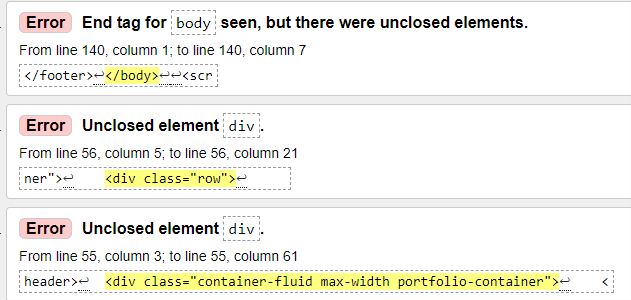 Error End tag for body seen, but there were unclosed elements.
From line 140, column 1; to line 140, column 7
</footer>↩</body>↩↩<scr
Error Unclosed element div.
From line 56, column 5; to line 56, column 21
ner">↩ <div class="row">↩
Error Unclosed element div.
From line 55, column 3; to line 55, column 61
header>↩ <div class="container-fluid max-width portfolio-container">↩ <